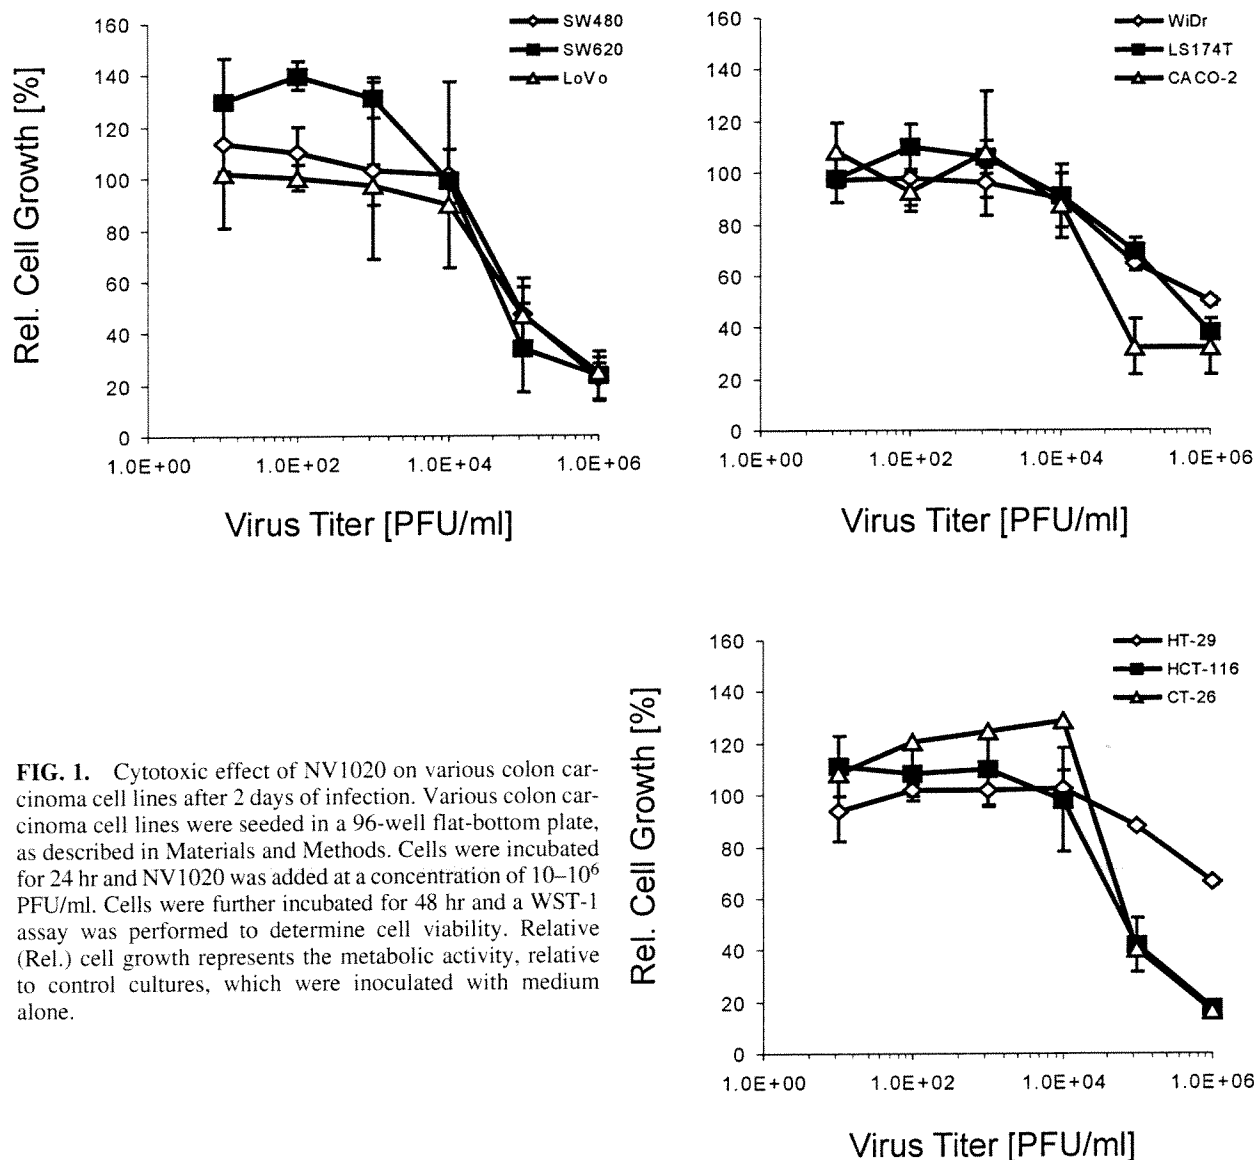 160
140
120
100
80
60
40
20
0
1.0E+00 1.0E+02 1.0E+04 1.0E+06
Rel. Cell Growth [%]
Virus Titer [PFU/ml]
SW480
SW620
LoVo
160
140
120
100
80
60
40
20
0
1.0E+00 1.0E+02 1.0E+04 1.0E+06
Rel. Cell Growth [%]
Virus Titer [PFU/ml]
WiDr
LS174T
CACO-2
FIG. 1. Cytotoxic effect of NV1020 on various colon car-
cinoma cell lines after 2 days of infection. Various colon car-
cinoma cell lines were seeded in a 96-well flat-bottom plate,
as described in Materials and Methods. Cells were incubated
for 24 hr and NV1020 was added at a concentration of 10–10⁶
PFU/ml. Cells were further incubated for 48 hr and a WST-1
assay was performed to determine cell viability. Relative
(Rel.) cell growth represents the metabolic activity, relative
to control cultures, which were inoculated with medium
alone.
160
140
120
100
80
60
40
20
0
1.0E+00 1.0E+02 1.0E+04 1.0E+06
Rel. Cell Growth [%]
Virus Titer [PFU/ml]
HT-29
HCT-116
CT-26